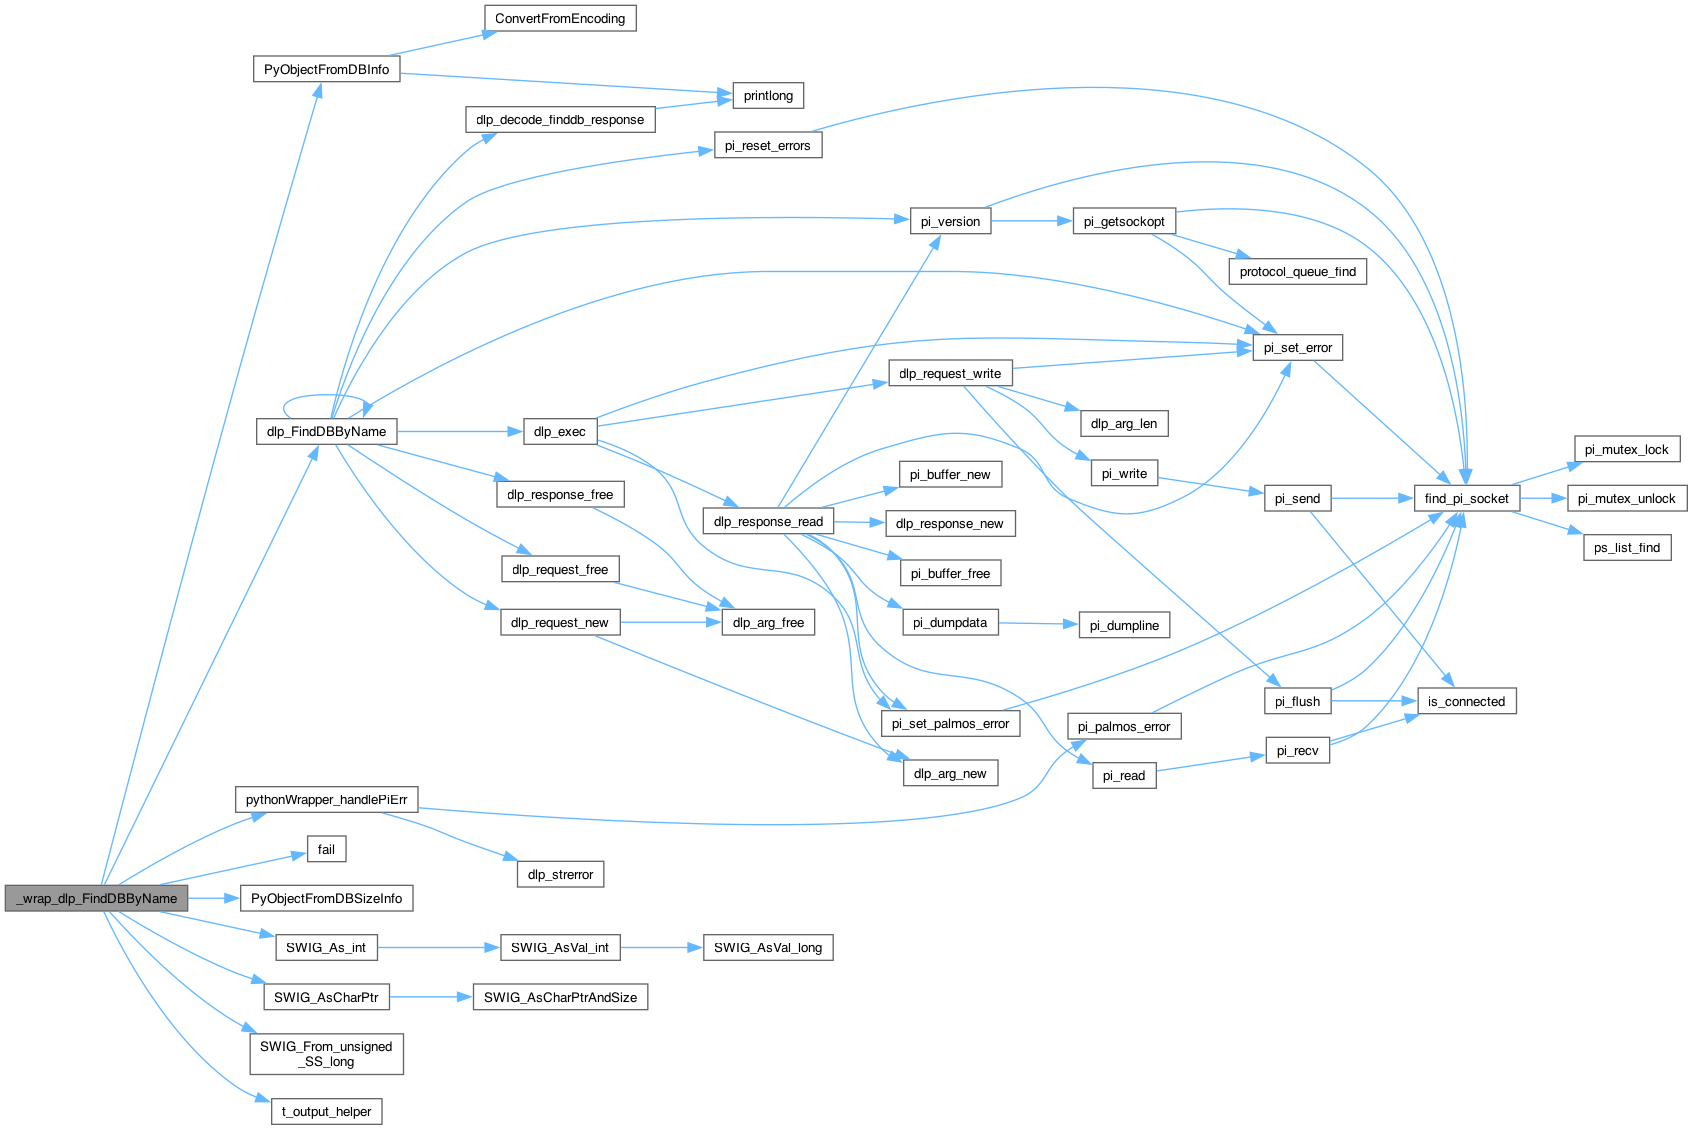 ConvertFromEncoding
PyObjectFromDBInfo
printlong
dlp_decode_finddb_response
pi_reset_errors
pi_version
pi_getsockopt
protocol_queue_find
pi_set_error
dlp_request_write
dlp_arg_len
dlp_FindDBByName
dlp_exec
pi_mutex_lock
pi_write
pi_buffer_new
dlp_response_free
pi_send
find_pi_socket
pi_mutex_unlock
dlp_response_read
dlp_response_new
ps_list_find
dlp_request_free
pi_buffer_free
dlp_request_new
dlp_arg_free
pi_dumpdata
pi_dumpline
pi_flush
is_connected
pi_set_palmos_error
pi_palmos_error
pi_recv
dlp_arg_new
pi_read
pythonWrapper_handlePiErr
fail
dlp_strerror
_wrap_dlp_FindDBByName
PyObjectFromDBSizeInfo
SWIG_As_int
SWIG_AsVal_int
SWIG_AsVal_long
SWIG_AsCharPtr
SWIG_AsCharPtrAndSize
SWIG_From_unsigned
_SS_long
t_output_helper